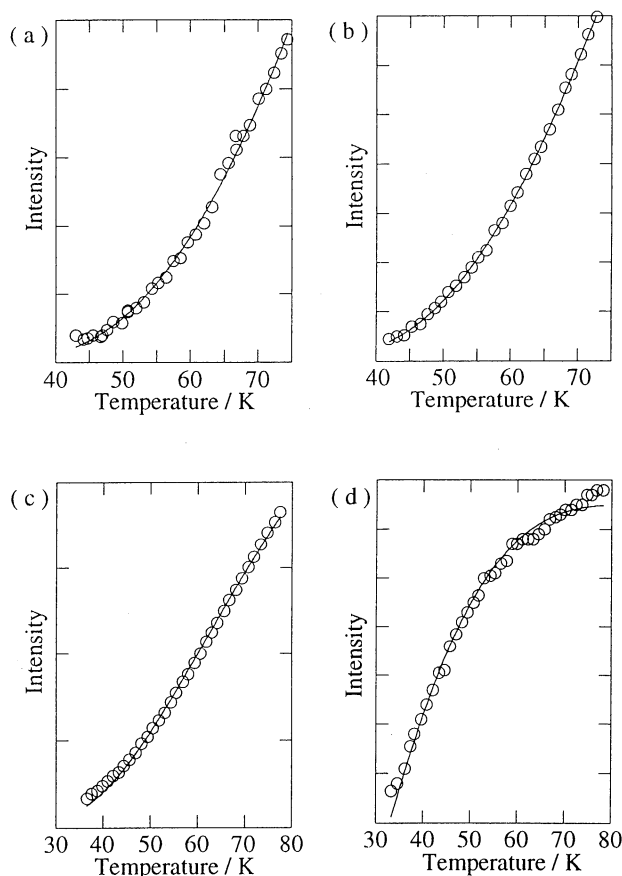 ( a )
Intensity
50 60 70
Temperature / K
( b )
Intensity
40 50 60 70
Temperature / K
( c )
Intensity
30 40 50 60 70 80
Temperature / K
( d )
Intensity
30 40 50 60 70 80
Temperature / K